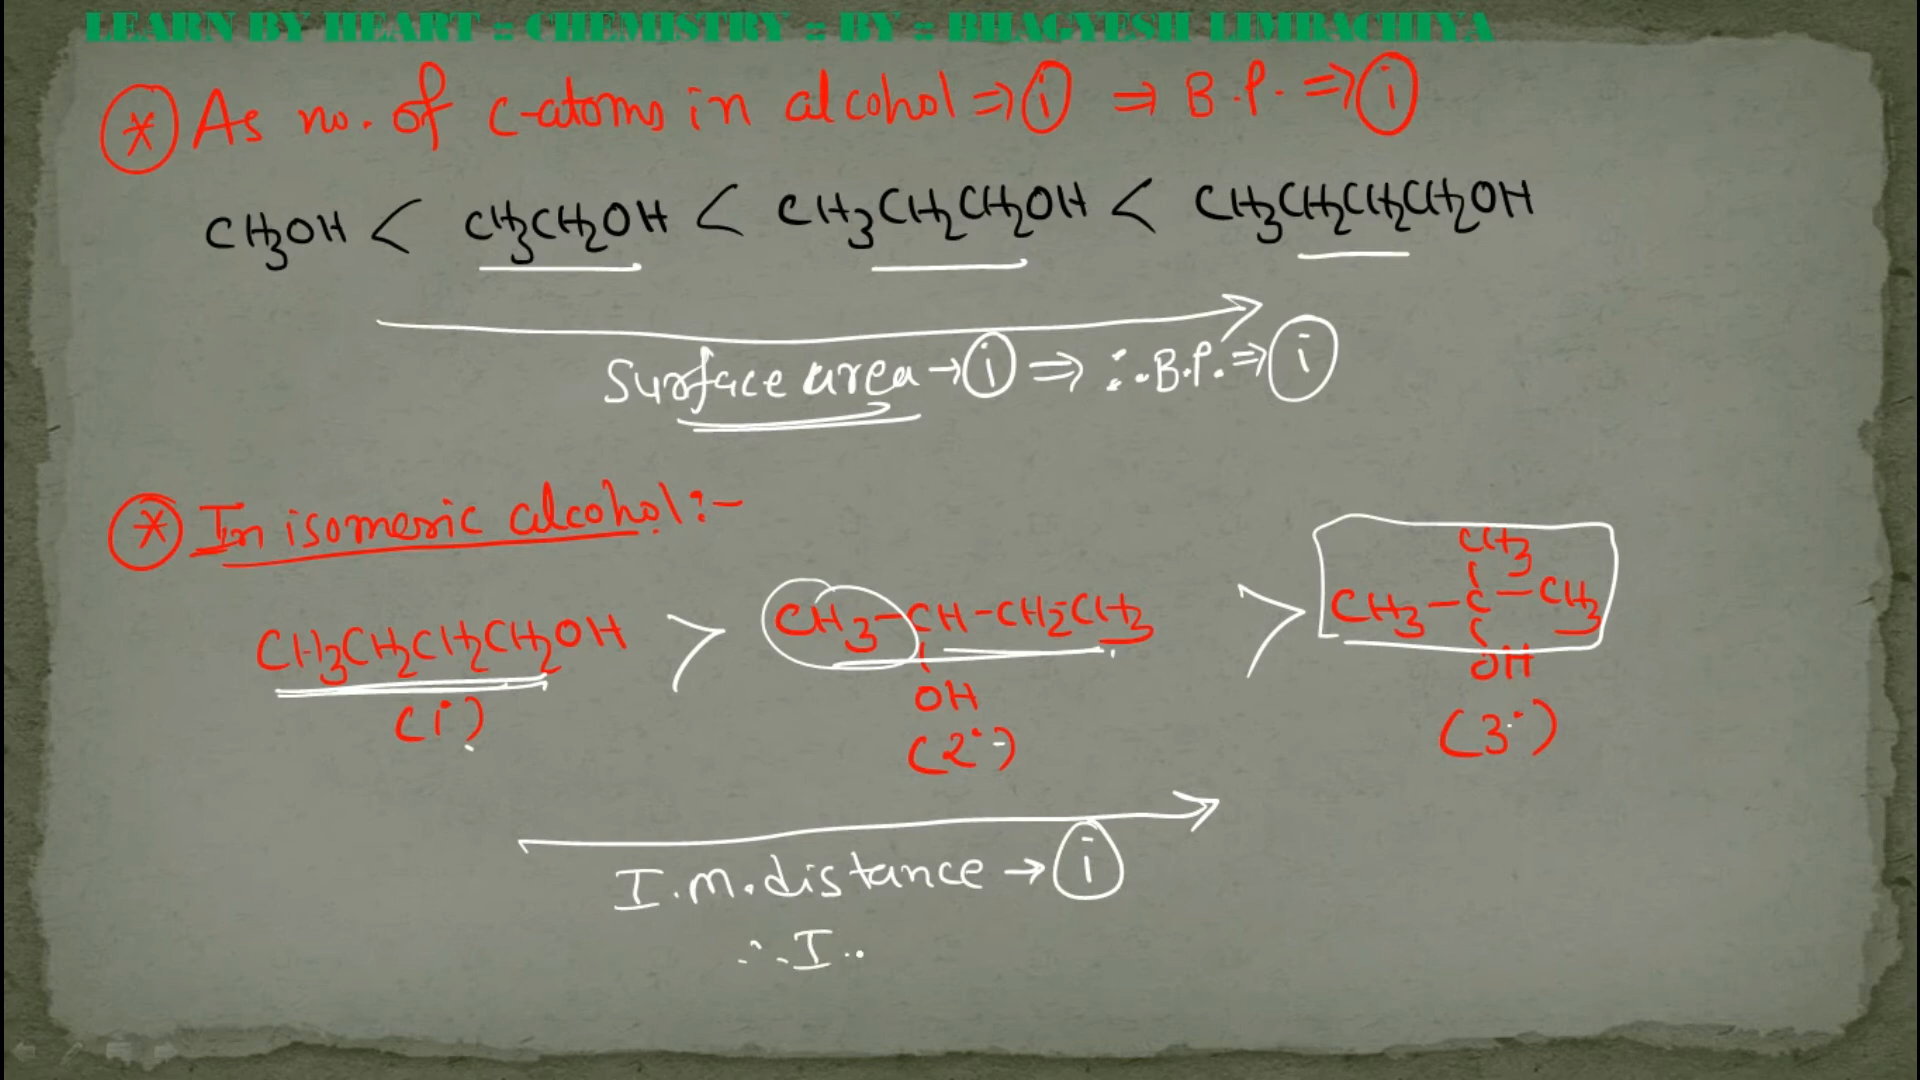 LEARN BY HEART :: CHEMISTRY :: BY :: BHAGYESH LIMBACHIYA
* As no. of c-atoms in alcohol ⇒ i ⇒ B.P. ⇒ i
CH3OH < CH3CH2OH < CH3CH2CH2OH < CH3CH2CH2CH2OH
Surface area → i ⇒ ∴ B.P. ⇒ i
* In isomeric alcohol :-
CH3
CH3CH2CH2CH2OH > CH3-CH-CH2CH3 > CH3-C-CH3
OH OH
(1°) (2°) (3°)
I.M. distance → i
∴ I..